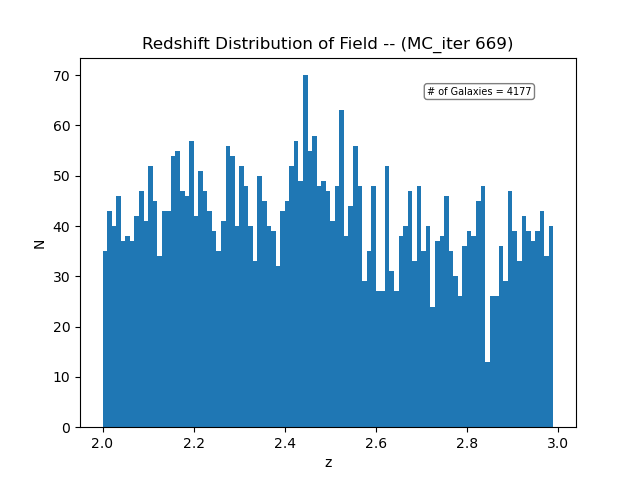 Redshift Distribution of Field -- (MC_iter 669)
# of Galaxies = 4177
70
60
50
40
30
20
10
0
N
2.0 2.2 2.4 2.6 2.8 3.0
z